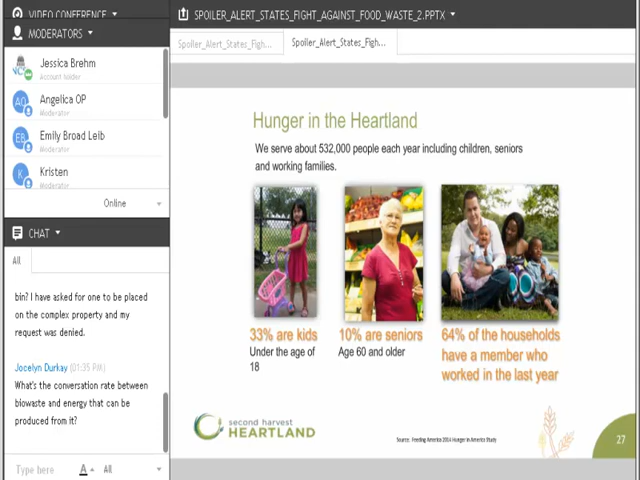 VIDEO CONFERENCE
SPOILER_ALERT_STATES_FIGHT_AGAINST_FOOD_WASTE_2.PPTX
MODERATORS
Spoiler_Alert_States_Figh...
Spoiler_Alert_States_Figh...
Jessica Brehm
Account holder
AO
Angelica OP
Moderator
EB
Emily Broad Leib
Moderator
K
Kristen
Moderator
Online
CHAT
All
bin? I have asked for one to be placed
on the complex property and my
request was denied.
Jocelyn Durkay (01:35 PM)
What's the conversation rate between
biowaste and energy that can be
produced from it?
Type here
A
All
Hunger in the Heartland
We serve about 532,000 people each year including children, seniors
and working families.
33% are kids
Under the age of
18
10% are seniors
Age 60 and older
64% of the households
have a member who
worked in the last year
second harvest
HEARTLAND
Source: Feeding America 2014 Hunger in America Study
27